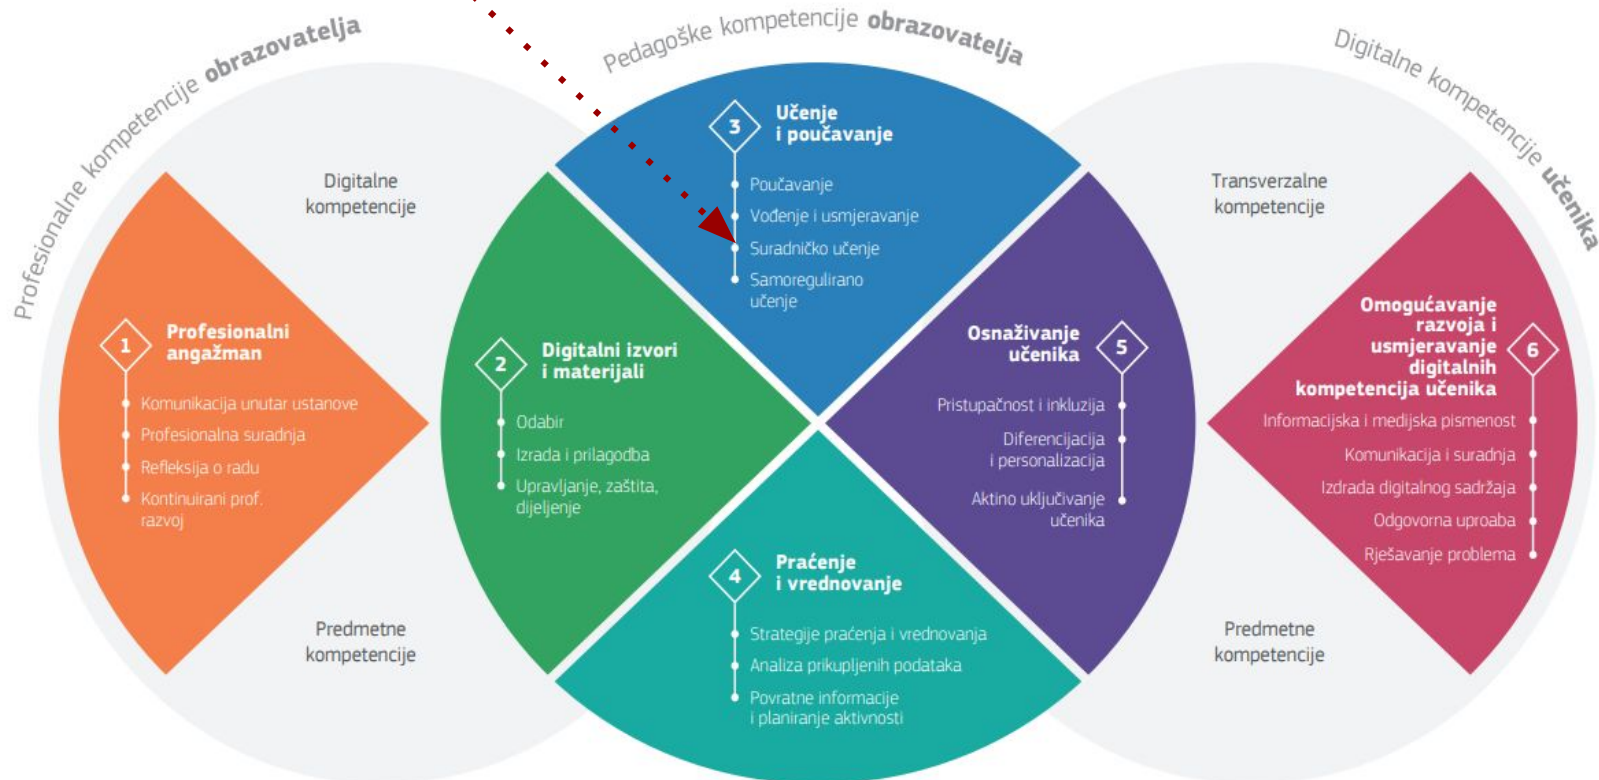 Profesionalne kompetencije obrazovatelja
Pedagoške kompetencije obrazovatelja
Digitalne kompetencije učenika
Digitalne
kompetencije
Predmetne
kompetencije
Transverzalne
kompetencije
Predmetne
kompetencije
1
Profesionalni
angažman
Komunikacija unutar ustanove
Profesionalna suradnja
Refleksija o radu
Kontinuirani prof.
razvoj
2
Digitalni izvori
i materijali
Odabir
Izrada i prilagodba
Upravljanje, zaštita,
dijeljenje
3
Učenje
i poučavanje
Poučavanje
Vođenje i usmjeravanje
Suradničko učenje
Samoregulirano
učenje
4
Praćenje
i vrednovanje
Strategije praćenja i vrednovanja
Analiza prikupljenih podataka
Povratne informacije
i planiranje aktivnosti
5
Osnaživanje
učenika
Pristupačnost i inkluzija
Diferencijacija
i personalizacija
Aktino uključivanje
učenika
6
Omogućavanje
razvoja i
usmjeravanje
digitalnih
kompetencija učenika
Informacijska i medijska pismenost
Komunikacija i suradnja
Izdrada digitalnog sadržaja
Odgovorna uproaba
Rješavanje problema